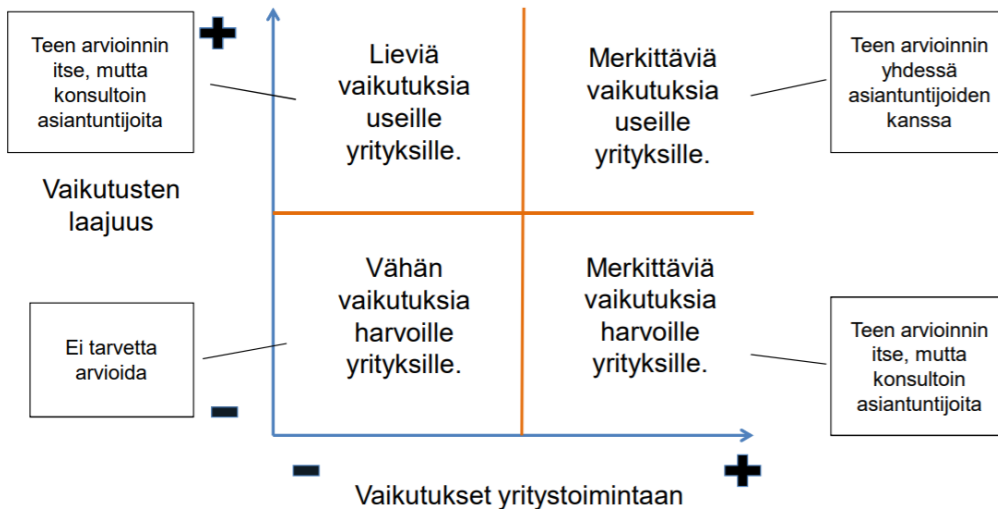 Teen arvioinnin
itse, mutta
konsultoin
asiantuntijoita
+
Lieviä
vaikutuksia
useille
yrityksille.
Merkittäviä
vaikutuksia
useille
yrityksille.
Teen arvioinnin
yhdessä
asiantuntijoiden
kanssa
Vaikutusten
laajuus
Ei tarvetta
arvioida
-
Vähän
vaikutuksia
harvoille
yrityksille.
Merkittäviä
vaikutuksia
harvoille
yrityksille.
Teen arvioinnin
itse, mutta
konsultoin
asiantuntijoita
-
+
Vaikutukset yritystoimintaan